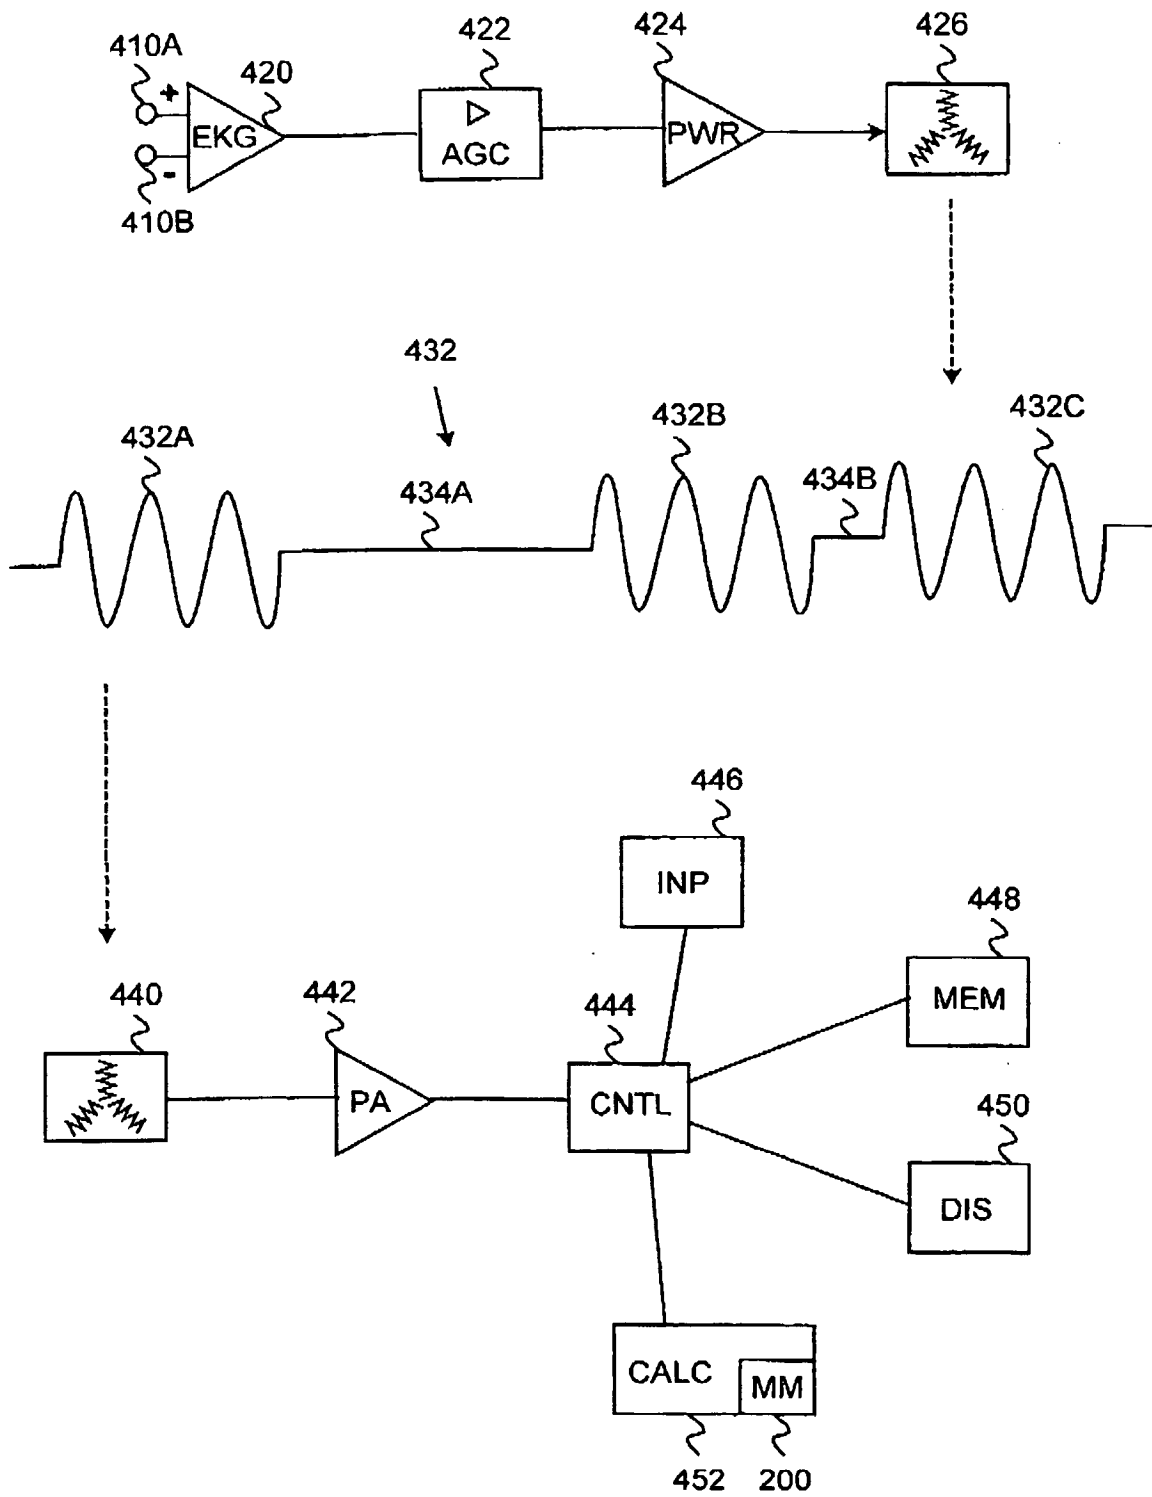 422
424
426
410A
420
+
EKG
PWR
AGC
-
410B
432
432C
432B
432A
434B
434A
446
INP
448
MEM
440
442
444
PA
CNTL
450
DIS
CALC
MM
452
200